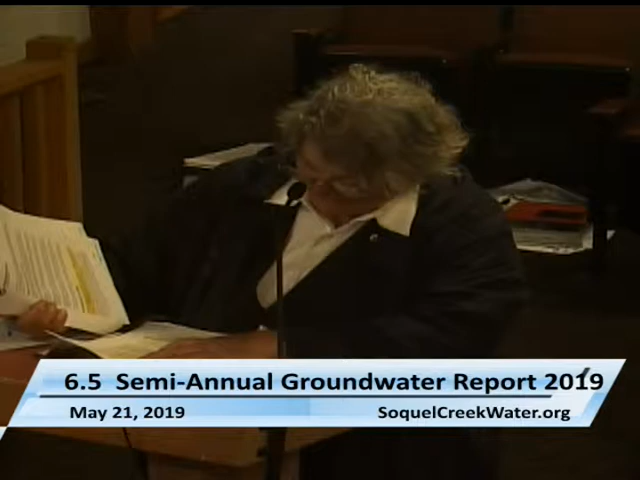 6.5 Semi-Annual Groundwater Report 2019
May 21, 2019
SoquelCreekWater.org